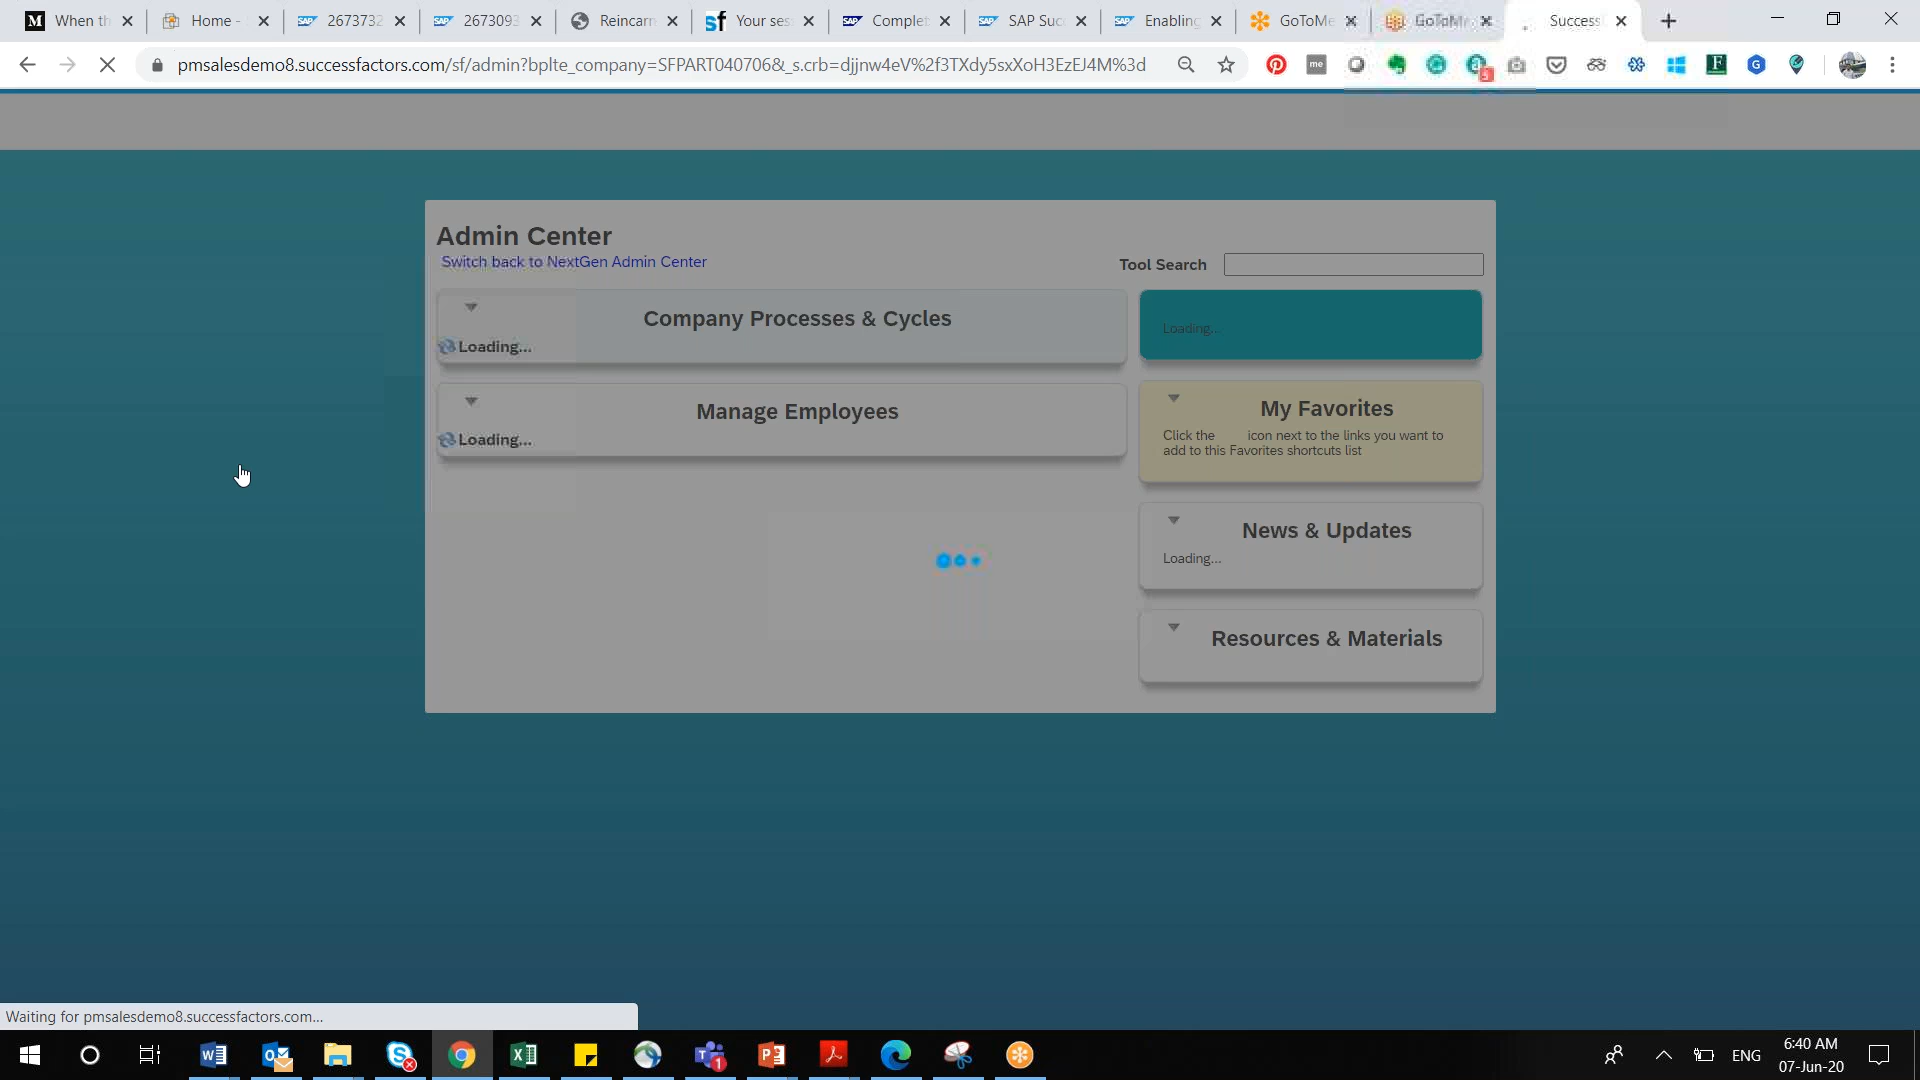 When th
Home -
2673732
2673093
Reincarn
Your ses
Complet
SAP Suc
Enabling
GoToMe
GoToMe
Success
pmsalesdemo8.successfactors.com/sf/admin?bplte_company=SFPART040706&_s.crb=djjnw4eV%2f3TXdy5sxXoH3EzEJ4M%3d
Admin Center
Switch back to NextGen Admin Center
Tool Search
Company Processes & Cycles
Loading...
Loading...
Manage Employees
Loading...
My Favorites
Click the icon next to the links you want to
add to this Favorites shortcuts list
News & Updates
Loading...
Resources & Materials
Waiting for pmsalesdemo8.successfactors.com...
ENG
6:40 AM
07-Jun-20